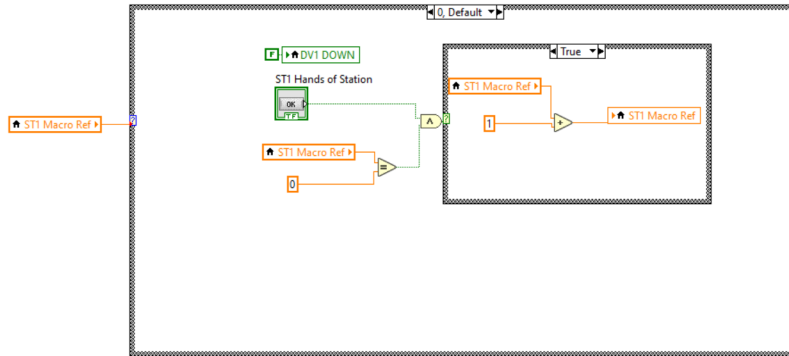 0, Default
F
DV1 DOWN
True
ST1 Hands of Station
OK
TF
ST1 Macro Ref
ST1 Macro Ref
1
+
ST1 Macro Ref
?
?
Λ
ST1 Macro Ref
=
0